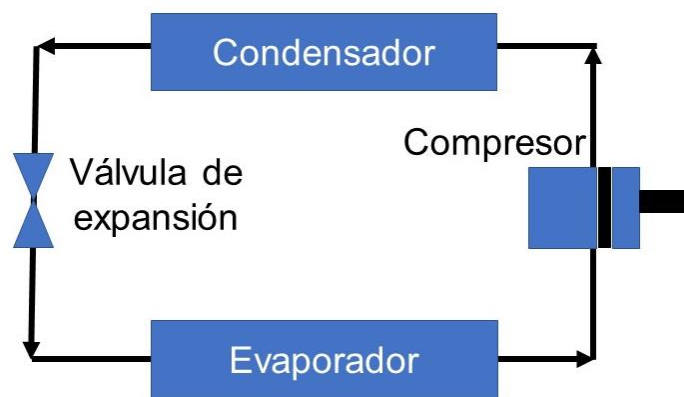 Condensador
Compresor
Válvula de
expansión
Evaporador